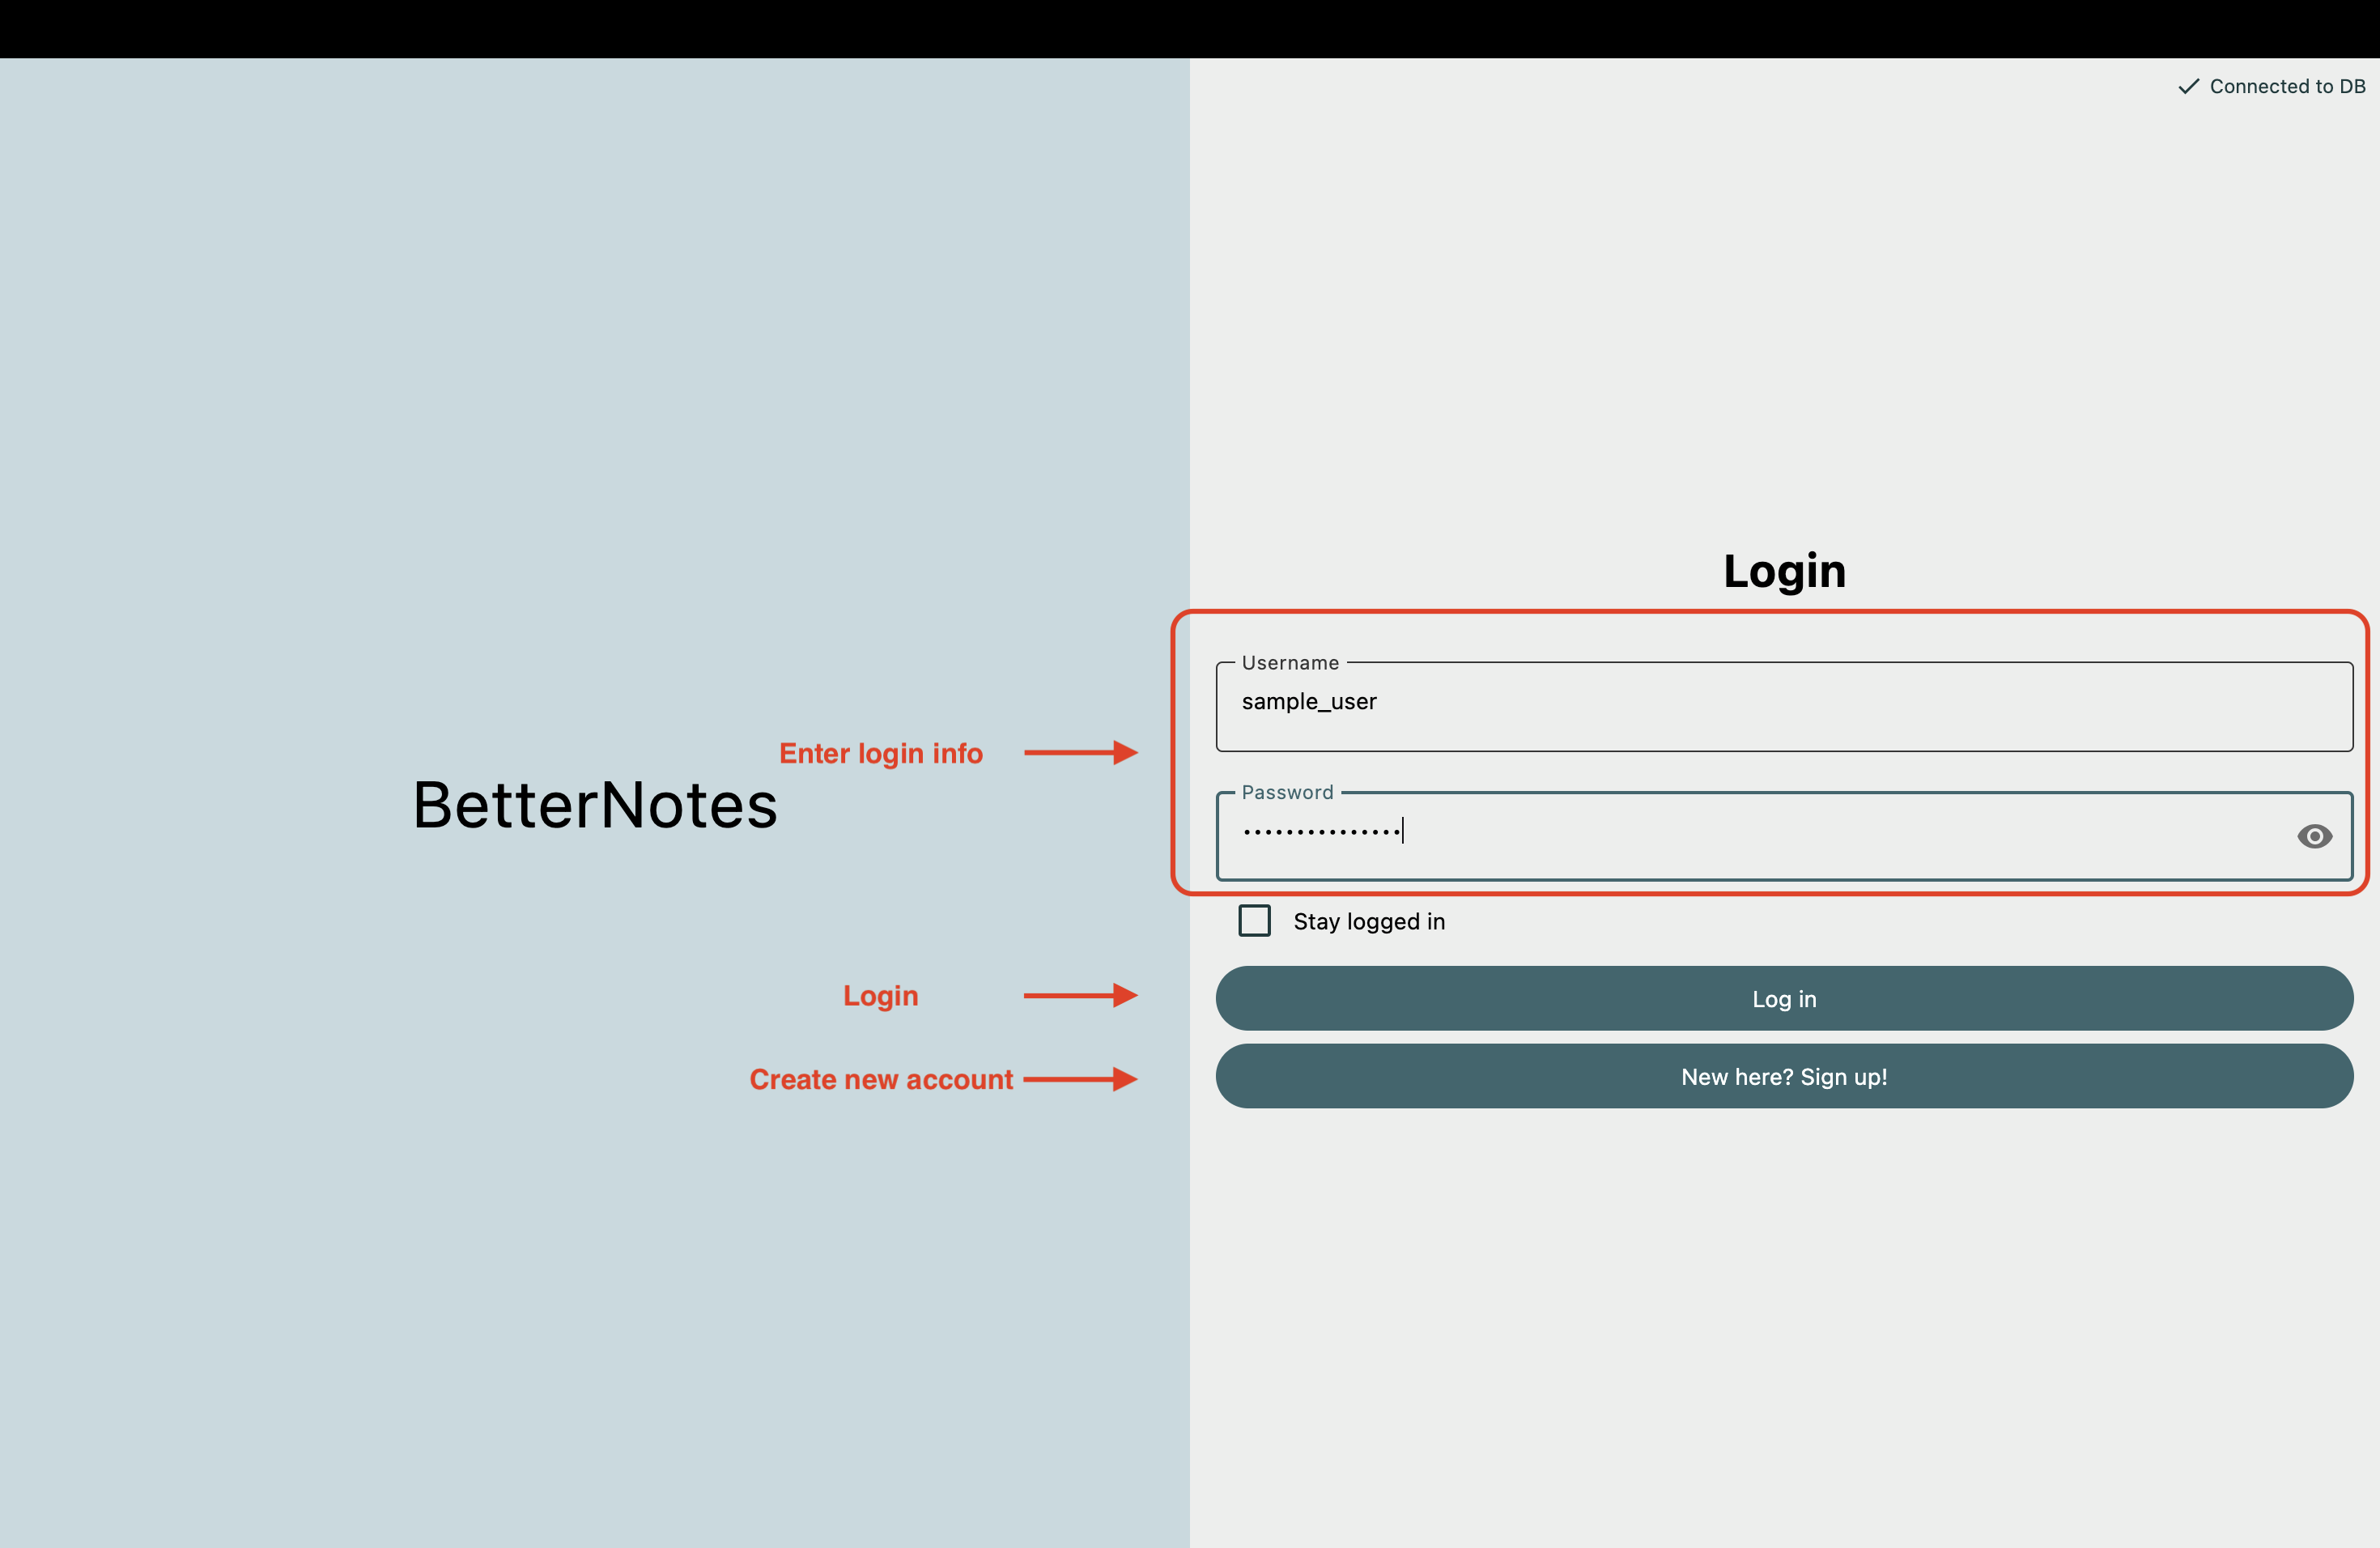 Connected to DB
Login
Username
sample_user
Enter login info
BetterNotes
Password
•••••••••••••••
Stay logged in
Login
Log in
Create new account
New here? Sign up!